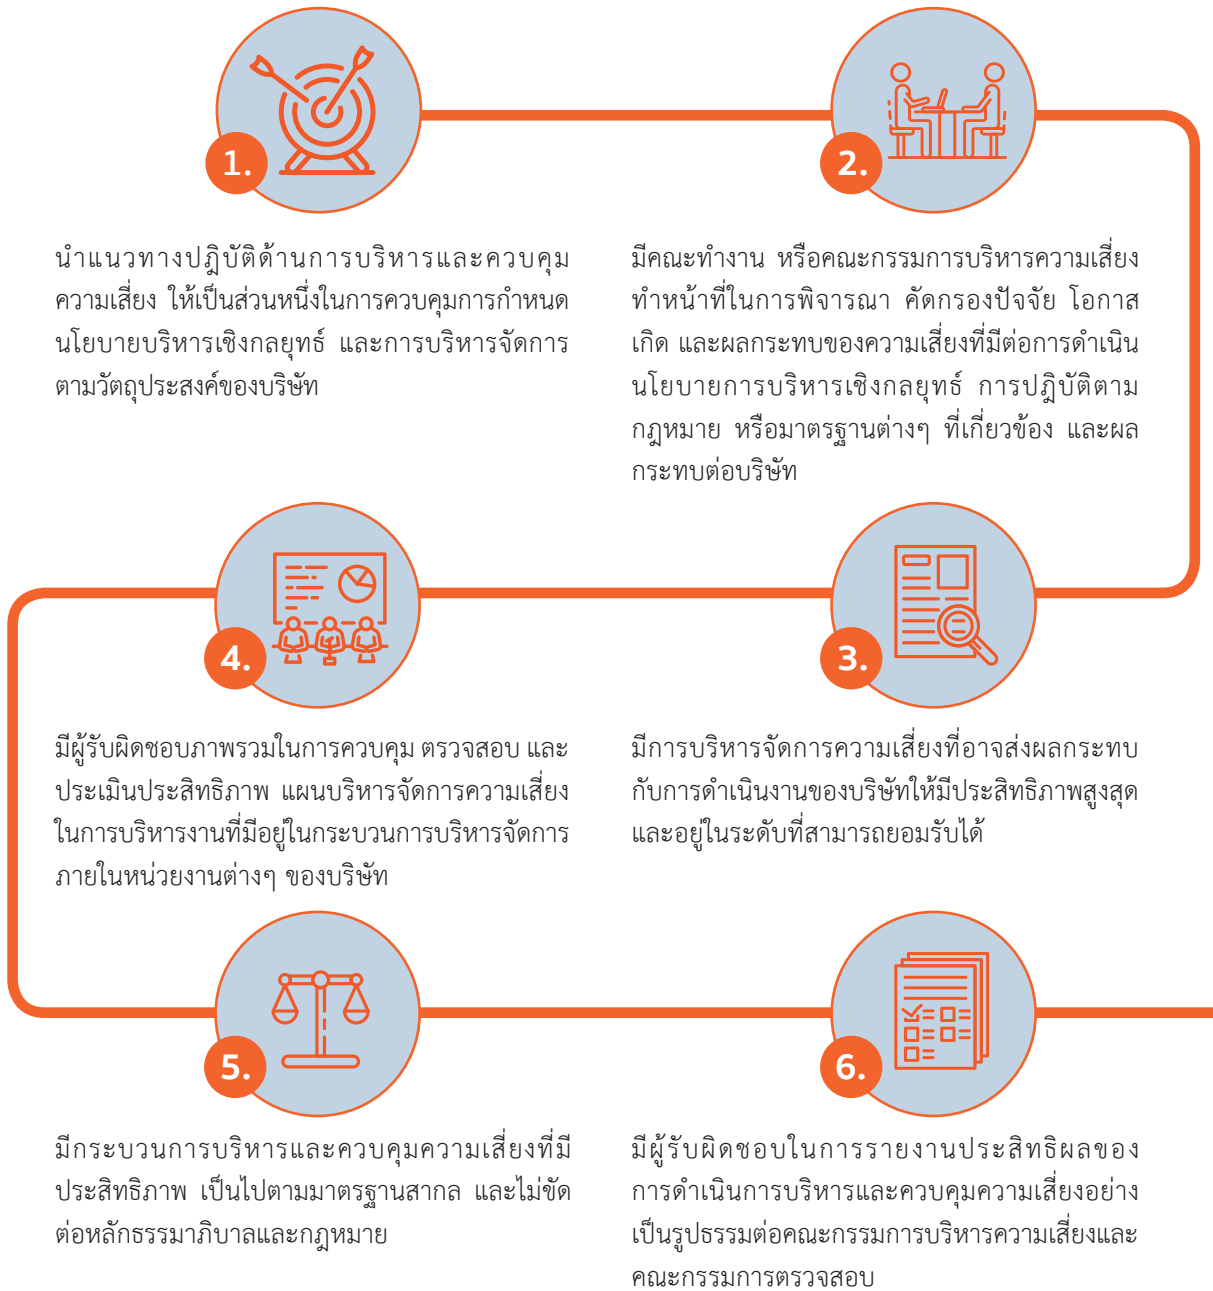 1.
นำแนวทางปฏิบัติด้านการบริหารและควบคุม
ความเสี่ยง ให้เป็นส่วนหนึ่งในการควบคุมการกำหนด
นโยบายบริหารเชิงกลยุทธ์ และการบริหารจัดการ
ตามวัตถุประสงค์ของบริษัท
2.
มีคณะทำงาน หรือคณะกรรมการบริหารความเสี่ยง
ทำหน้าที่ในการพิจารณา คัดกรองปัจจัย โอกาส
เกิด และผลกระทบของความเสี่ยงที่มีต่อการดำเนิน
นโยบายการบริหารเชิงกลยุทธ์ การปฏิบัติตาม
กฎหมาย หรือมาตรฐานต่างๆ ที่เกี่ยวข้อง และผล
กระทบต่อบริษัท
3.
มีการบริหารจัดการความเสี่ยงที่อาจส่งผลกระทบ
กับการดำเนินงานของบริษัทให้มีประสิทธิภาพสูงสุด
และอยู่ในระดับที่สามารถยอมรับได้
4.
มีผู้รับผิดชอบภาพรวมในการควบคุม ตรวจสอบ และ
ประเมินประสิทธิภาพ แผนบริหารจัดการความเสี่ยง
ในการบริหารงานที่มีอยู่ในกระบวนการบริหารจัดการ
ภายในหน่วยงานต่างๆ ของบริษัท
5.
มีกระบวนการบริหารและควบคุมความเสี่ยงที่มี
ประสิทธิภาพ เป็นไปตามมาตรฐานสากล และไม่ขัด
ต่อหลักธรรมาภิบาลและกฎหมาย
6.
มีผู้รับผิดชอบในการรายงานประสิทธิผลของ
การดำเนินการบริหารและควบคุมความเสี่ยงอย่าง
เป็นรูปธรรมต่อคณะกรรมการบริหารความเสี่ยงและ
คณะกรรมการตรวจสอบ